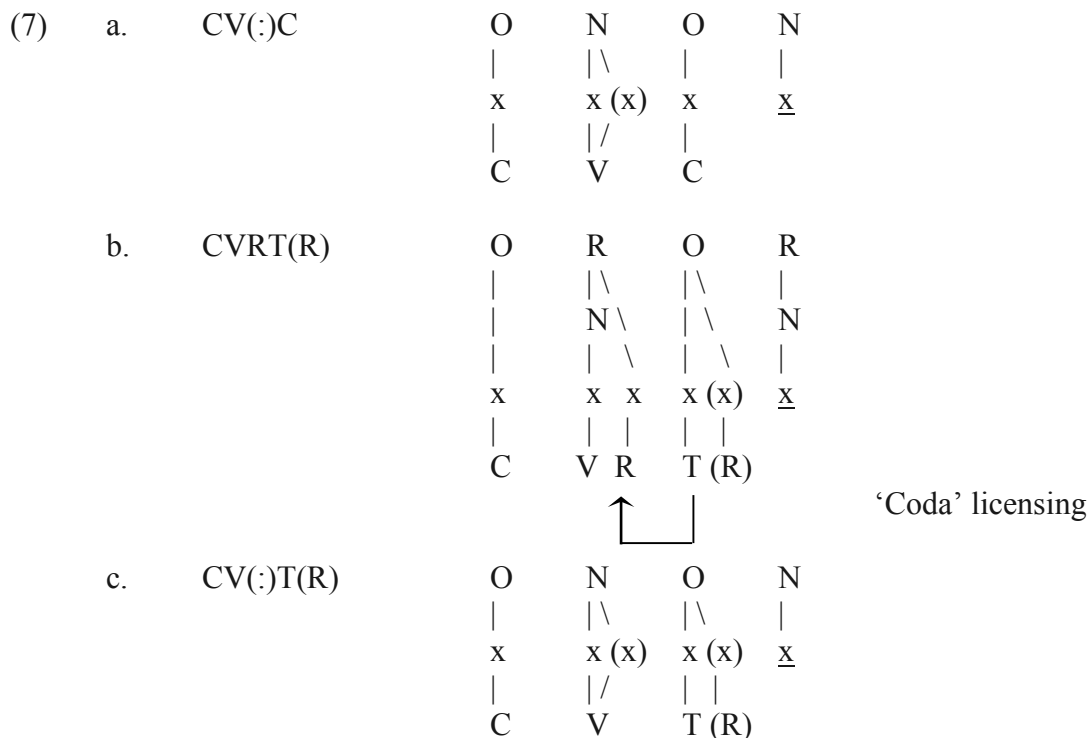 (7) a. CV(:)C O N O N
| |\ | |
x x (x) x x
| |/ |
C V C
b. CVRT(R) O R O R
| |\ |\ |
| N\ | \ N
| | \ | \ |
x x x x (x) x
| | | | |
C V R T (R)
‘Coda’ licensing
c. CV(:)T(R) O N O N
| |\ |\ |
x x (x) x (x) x
| |/ | |
C V T (R)